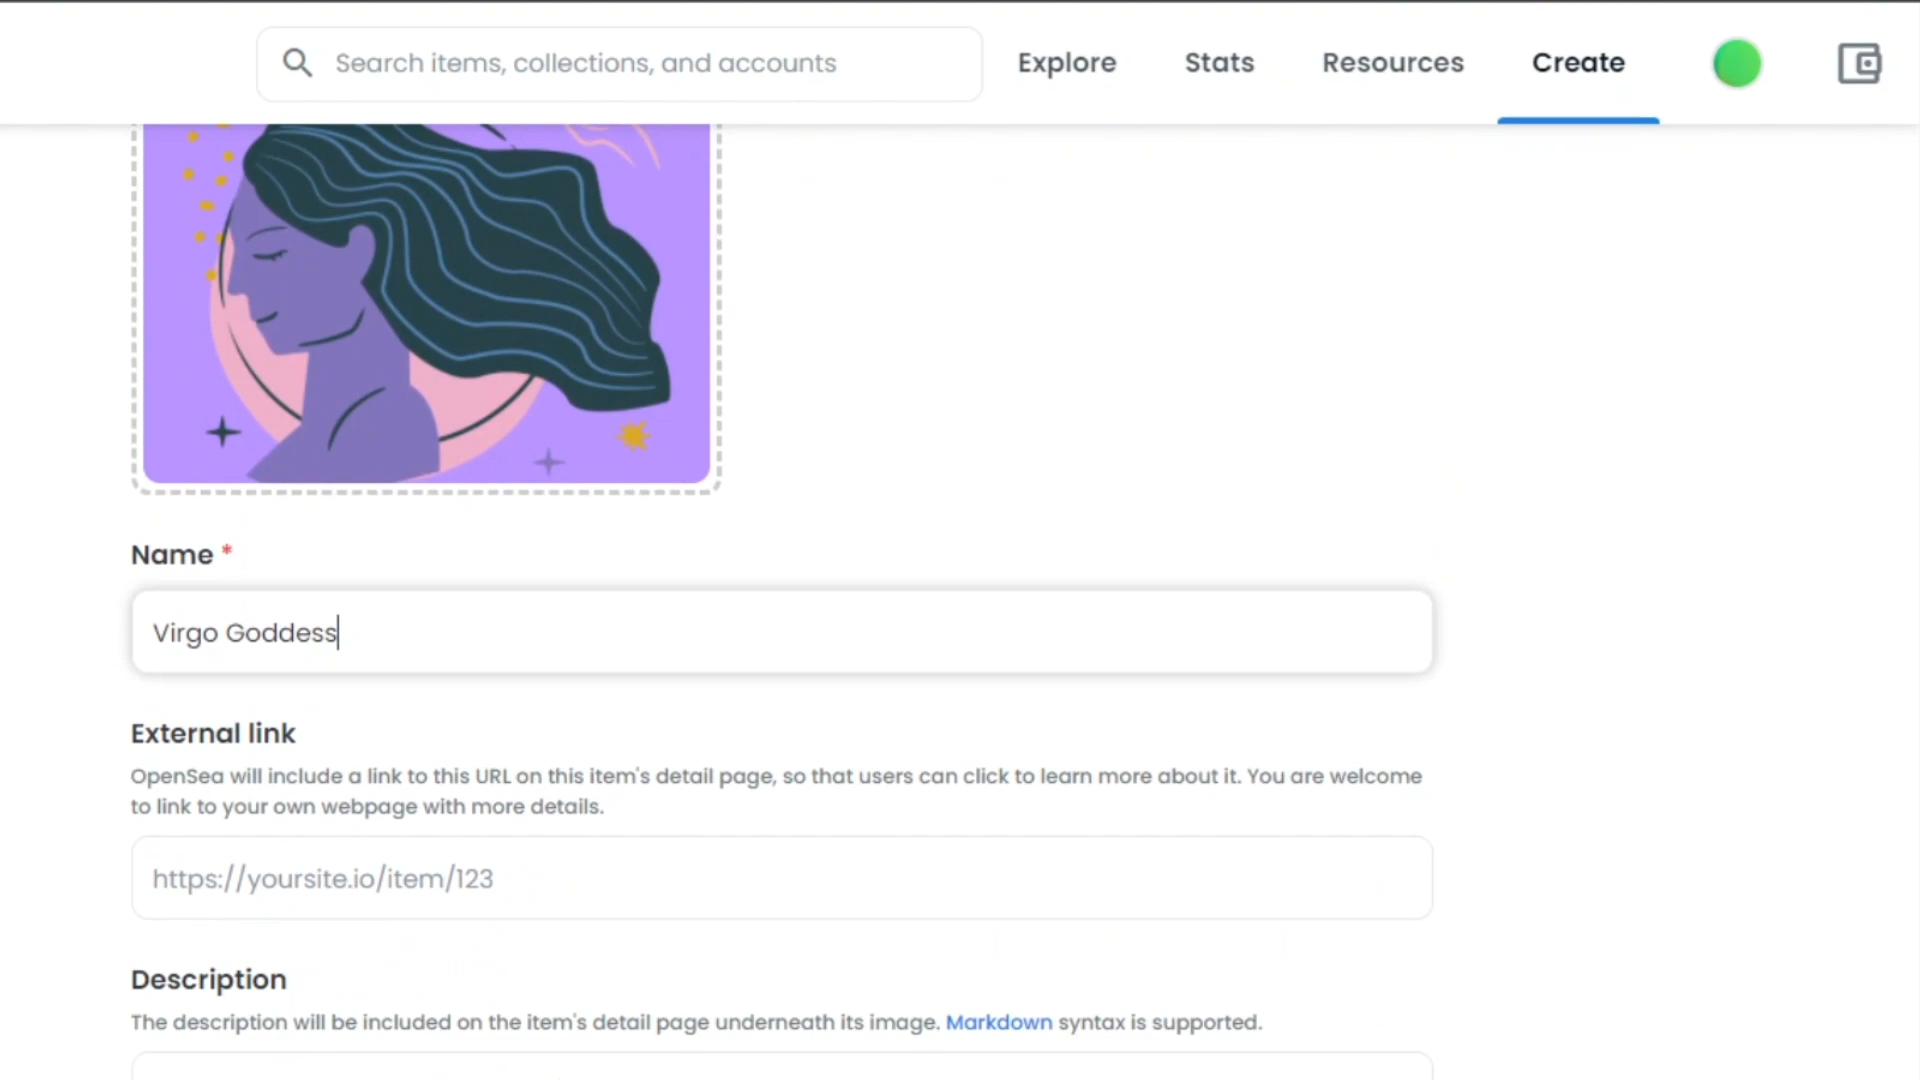 Search items, collections, and accounts
Explore
Stats
Resources
Create
Name *
Virgo Goddess
External link
OpenSea will include a link to this URL on this item's detail page, so that users can click to learn more about it. You are welcome
to link to your own webpage with more details.
https://yoursite.io/item/123
Description
The description will be included on the item's detail page underneath its image. Markdown syntax is supported.